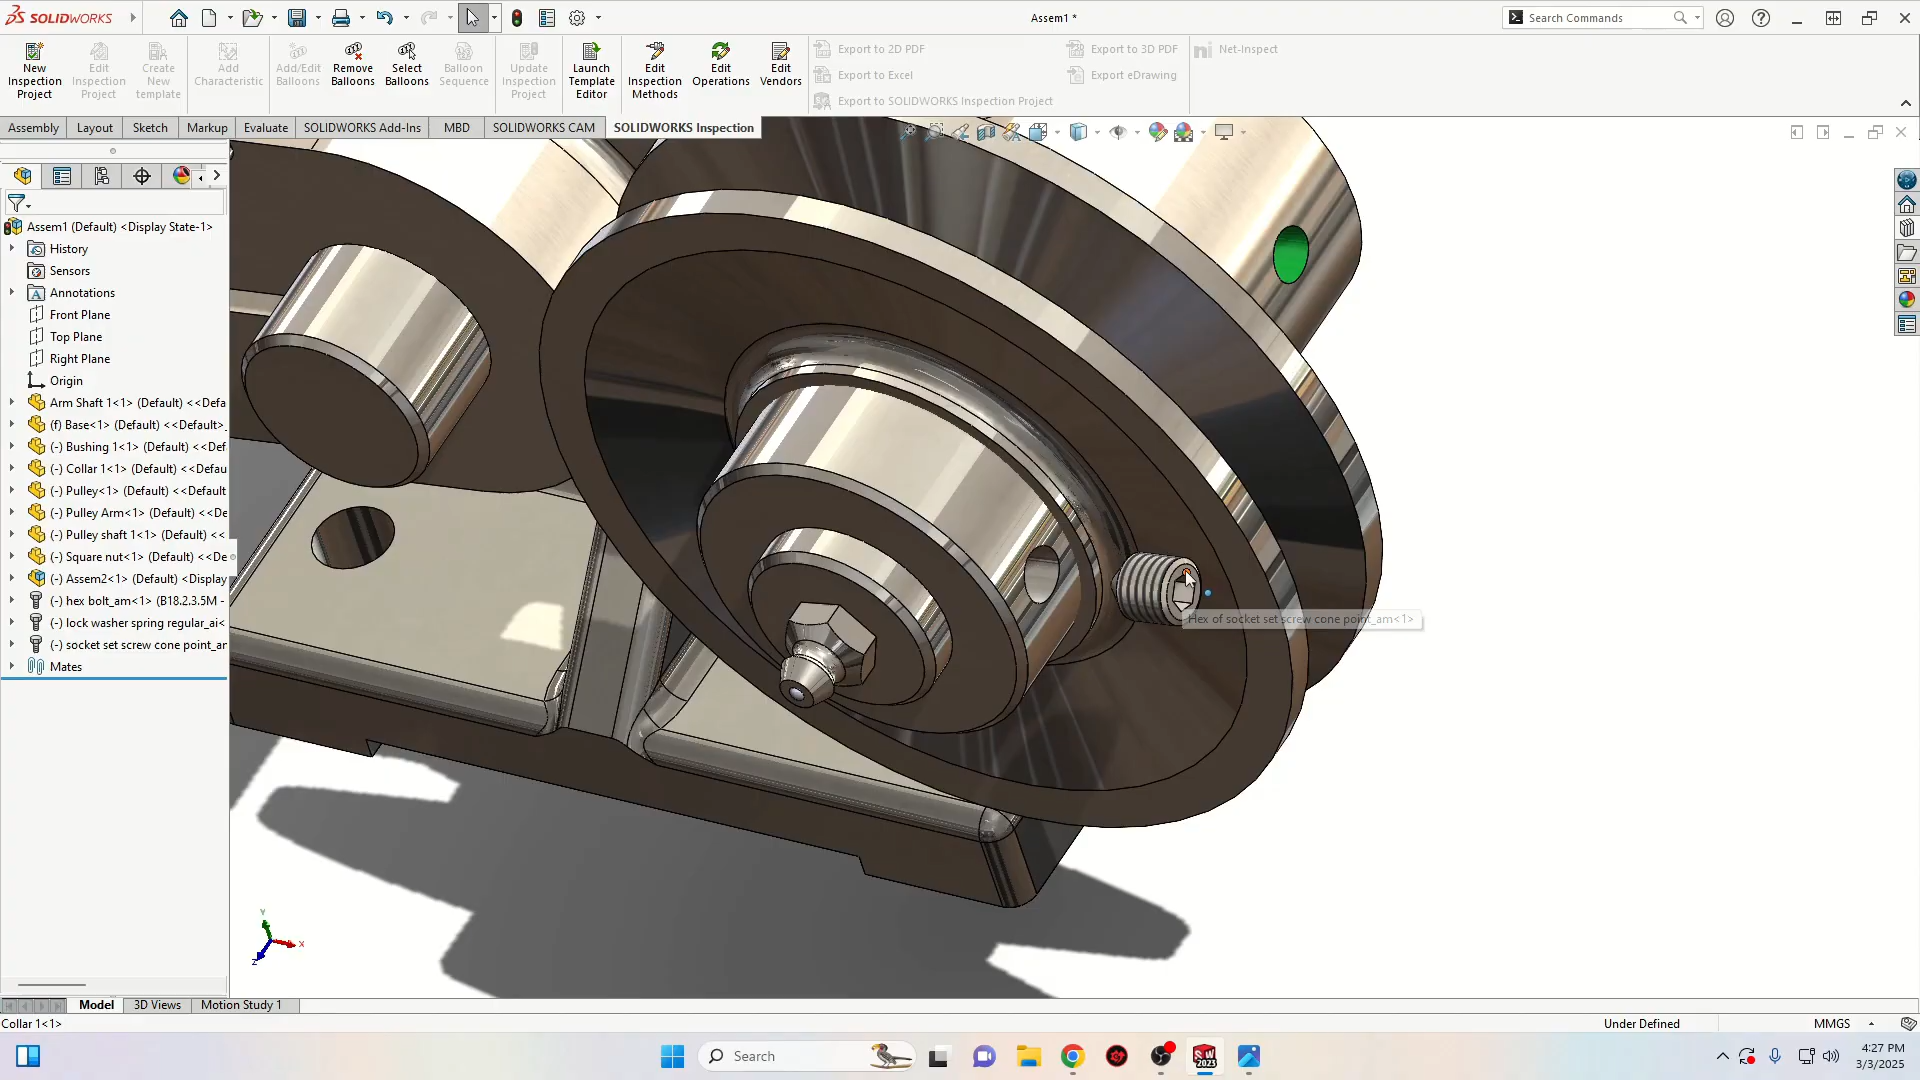 SOLIDWORKS
Assem1 *
Search Commands
New Inspection Project
Edit Inspection Project
Create New template
Add Characteristic
Add/Edit Balloons
Remove Balloons
Select Balloons
Balloon Sequence
Update Inspection Project
Launch Template Editor
Edit Inspection Methods
Edit Operations
Edit Vendors
Export to 2D PDF
Export to Excel
Export to SOLIDWORKS Inspection Project
Export to 3D PDF
Export eDrawing
Net-Inspect
Assembly
Layout
Sketch
Markup
Evaluate
SOLIDWORKS Add-Ins
MBD
SOLIDWORKS CAM
SOLIDWORKS Inspection
Assem1 (Default) <Display State-1>
History
Sensors
Annotations
Front Plane
Top Plane
Right Plane
Origin
Arm Shaft 1<1> (Default) <<Defa
(f) Base<1> (Default) <<Default>_
(-) Bushing 1<1> (Default) <<Def
(-) Collar 1<1> (Default) <<Defau
(-) Pulley<1> (Default) <<Default
(-) Pulley Arm<1> (Default) <<De
(-) Pulley shaft 1<1> (Default) <<
(-) Square nut<1> (Default) <<De
(-) Assem2<1> (Default) <Display
(-) hex bolt_am<1> (B18.2.3.5M -
(-) lock washer spring regular_ai<
(-) socket set screw cone point_ar
Mates
Hex of socket set screw cone point_am<1>
Y
X
Z
Model
3D Views
Motion Study 1
Collar 1<1>
Under Defined
MMGS
Search
SW
2023
4:27 PM
3/3/2025